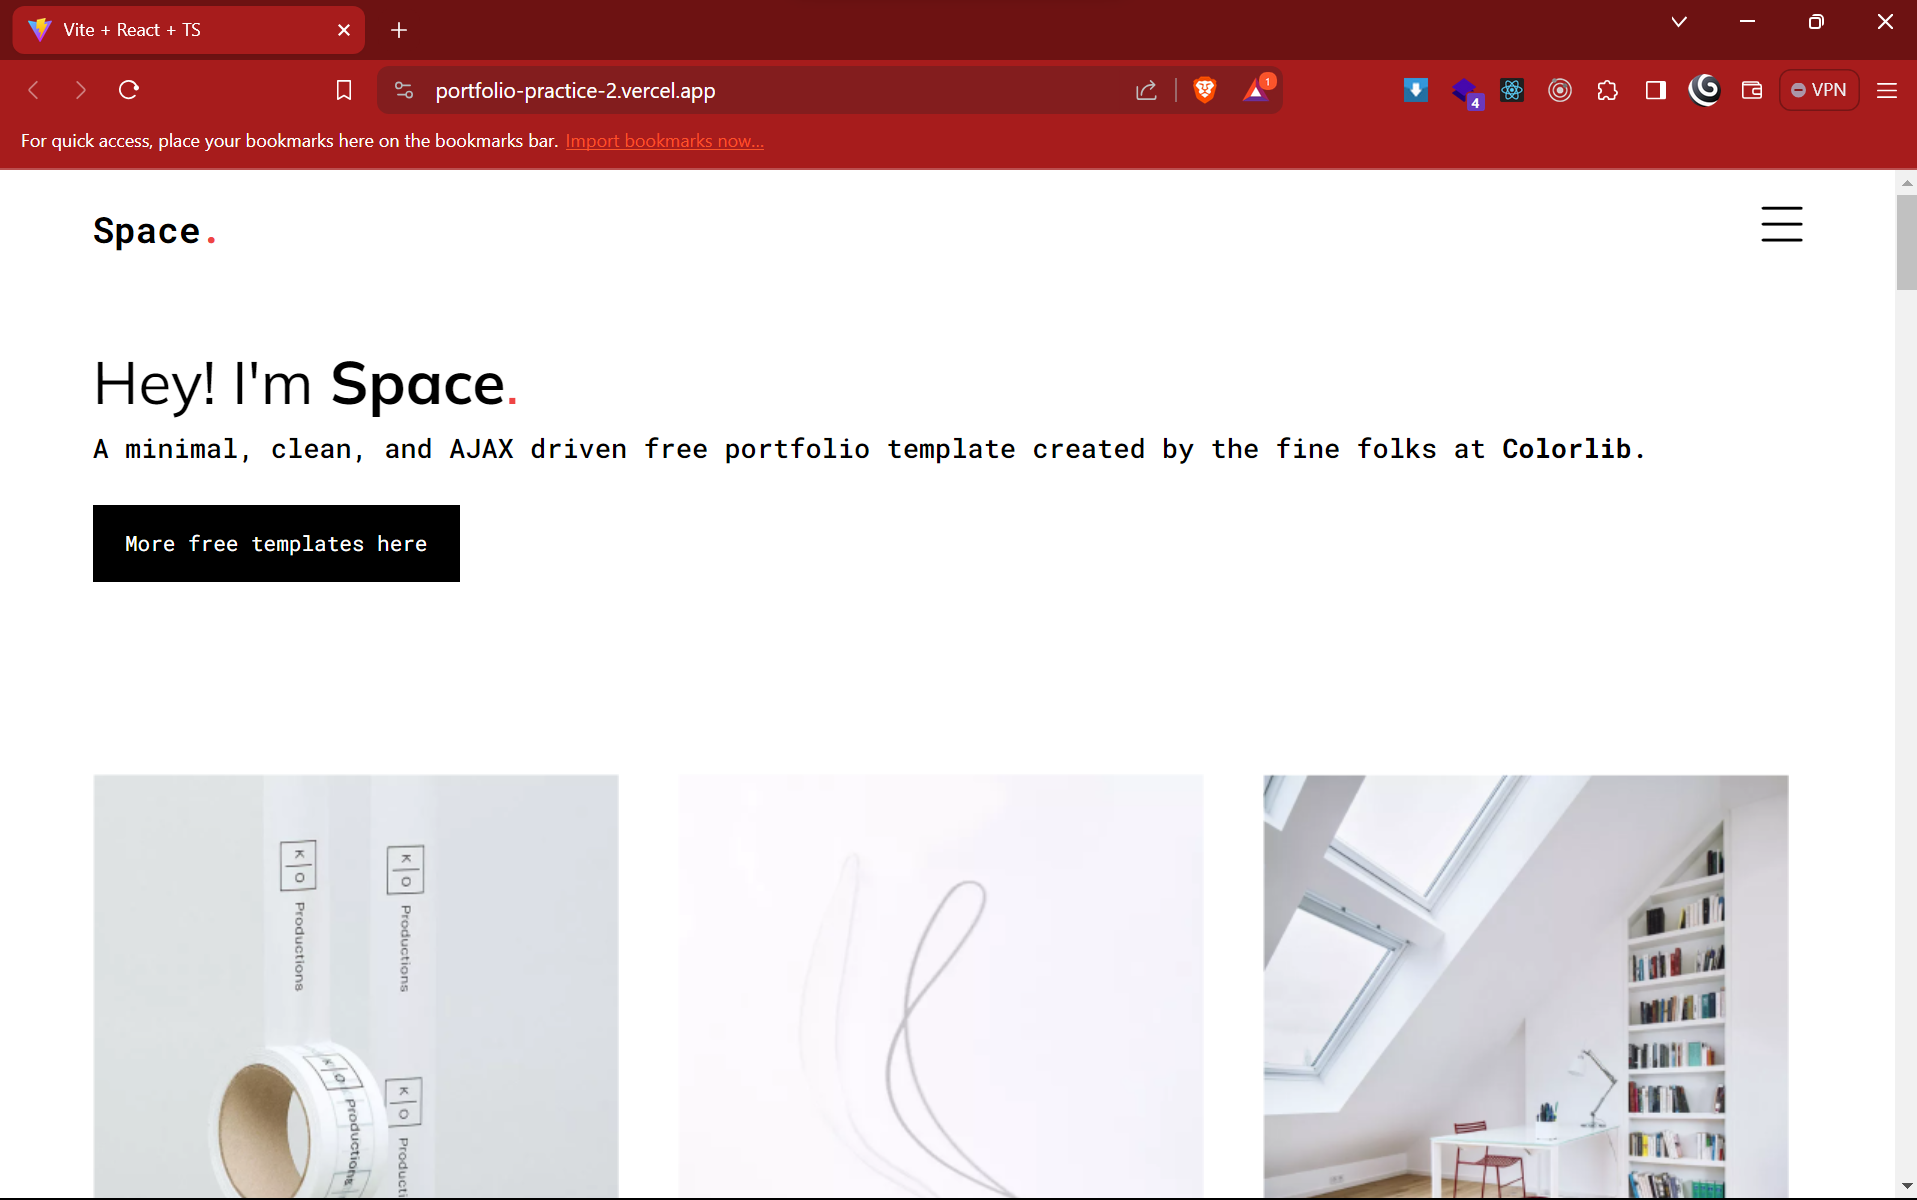 Vite + React + TS
portfolio-practice-2.vercel.app
1
4
VPN
For quick access, place your bookmarks here on the bookmarks bar. Import bookmarks now...
Space.
Hey! I'm Space.
A minimal, clean, and AJAX driven free portfolio template created by the fine folks at Colorlib.
More free templates here
K
O
Productions
K
O
Productions
K
O
Productions
K
O
Producti